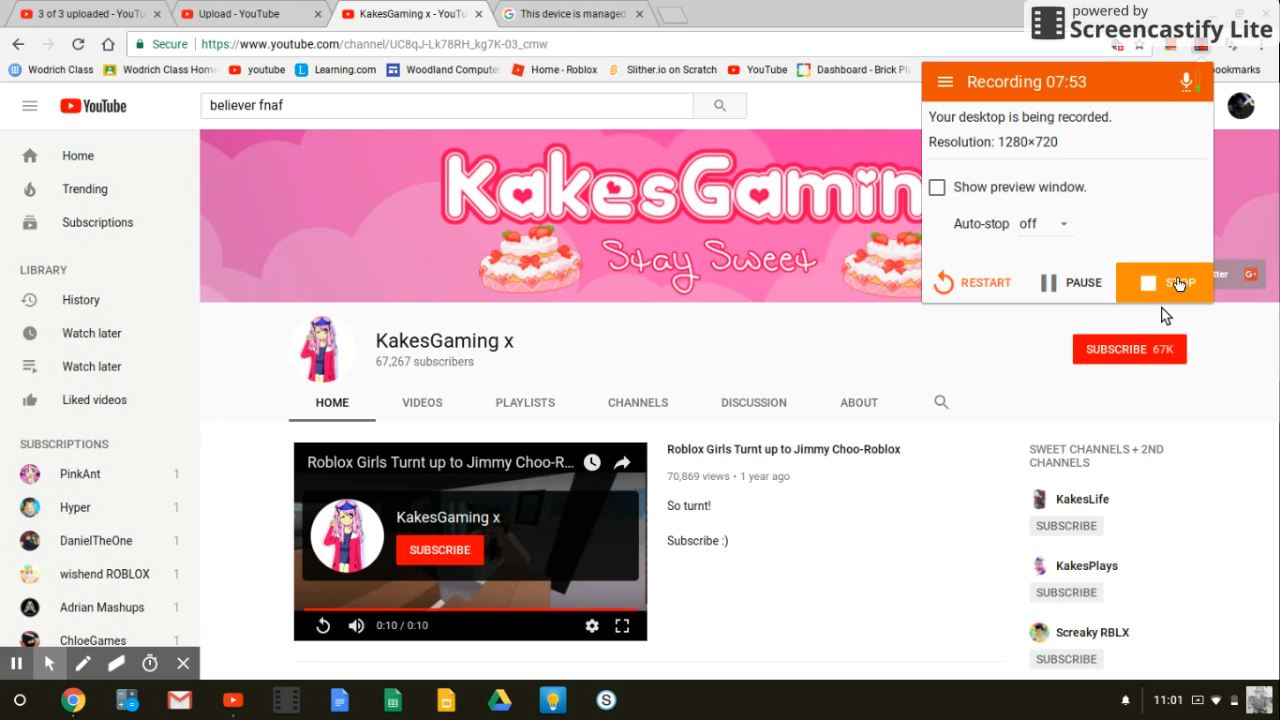 3 of 3 uploaded - YouTu
Upload - YouTube
KakesGaming x - YouTu
This device is managed
powered by
Screencastify Lite
Secure
https://www.youtube.com/channel/UC8qJ-Lk78RH_kg7K-03_cmw
Wodrich Class
Wodrich Class Home
youtube
Learning.com
Woodland Compute
Home - Roblox
Slither.io on Scratch
YouTube
Dashboard - Brick Pl
bookmarks
YouTube
believer fnaf
Recording 07:53
Your desktop is being recorded.
Resolution: 1280×720
Show preview window.
Auto-stop off
RESTART
PAUSE
STOP
tter
G+
Home
Trending
Subscriptions
LIBRARY
History
Watch later
Watch later
Liked videos
SUBSCRIPTIONS
PinkAnt 1
Hyper 1
DanielTheOne 1
wishend ROBLOX 1
Adrian Mashups 1
ChloeGames 1
KakesGamin
Stay Sweet
KakesGaming x
67,267 subscribers
SUBSCRIBE 67K
HOME
VIDEOS
PLAYLISTS
CHANNELS
DISCUSSION
ABOUT
Roblox Girls Turnt up to Jimmy Choo-R...
KakesGaming x
SUBSCRIBE
0:10 / 0:10
Roblox Girls Turnt up to Jimmy Choo-Roblox
70,869 views • 1 year ago
So turnt!
Subscribe :)
SWEET CHANNELS + 2ND
CHANNELS
KakesLife
SUBSCRIBE
KakesPlays
SUBSCRIBE
Screaky RBLX
SUBSCRIBE
11:01